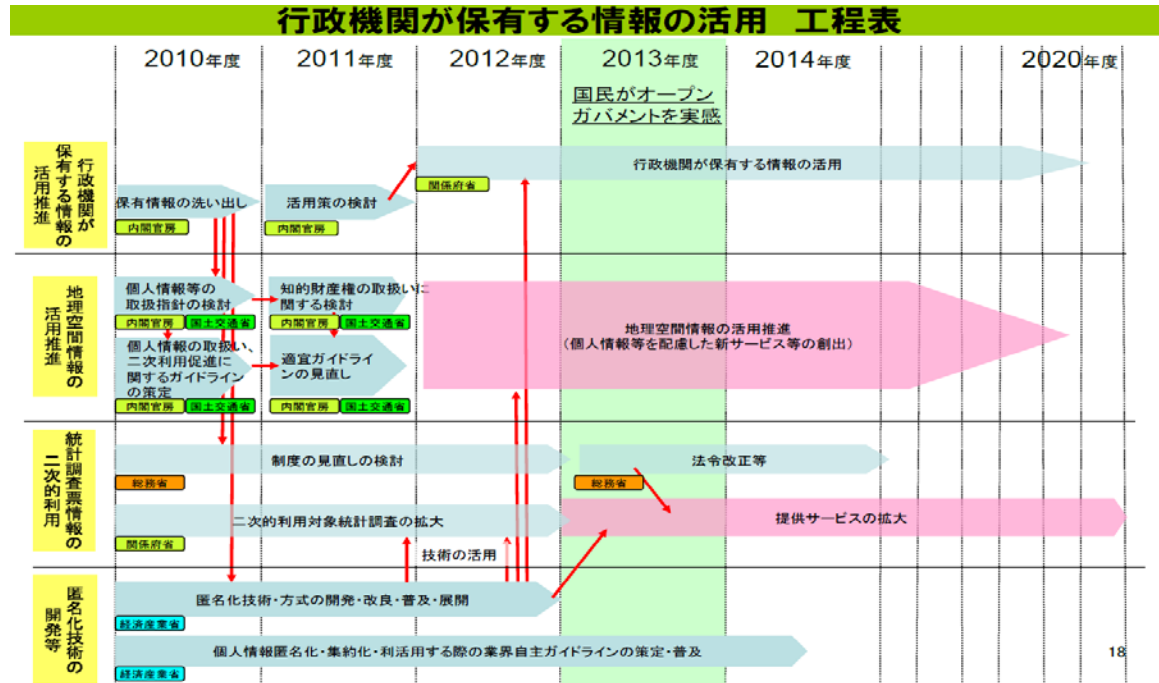 行政機関が保有する情報の活用　工程表
2010年度
2011年度
2012年度
2013年度
2014年度
2020年度
国民がオープン
ガバメントを実感
行政機関が
保有する情報の
活用推進
行政機関が保有する情報の活用
関係府省
保有情報の洗い出し
内閣官房
活用策の検討
内閣官房
地理空間情報の
活用推進
個人情報等の
取扱指針の検討
内閣官房
国土交通省
知的財産権の取扱いに
関する検討
内閣官房
国土交通省
個人情報の取扱い、
二次利用促進に
関するガイドライン
の策定
内閣官房
国土交通省
適宜ガイドライ
ンの見直し
内閣官房
国土交通省
地理空間情報の活用推進
（個人情報等を配慮した新サービス等の創出）
統計調査票情報の
二次的利用
制度の見直しの検討
総務省
法令改正等
総務省
二次的利用対象統計調査の拡大
関係府省
提供サービスの拡大
技術の活用
匿名化技術の
開発等
匿名化技術・方式の開発・改良・普及・展開
経済産業省
個人情報匿名化・集約化・利活用する際の業界自主ガイドラインの策定・普及
経済産業省
18